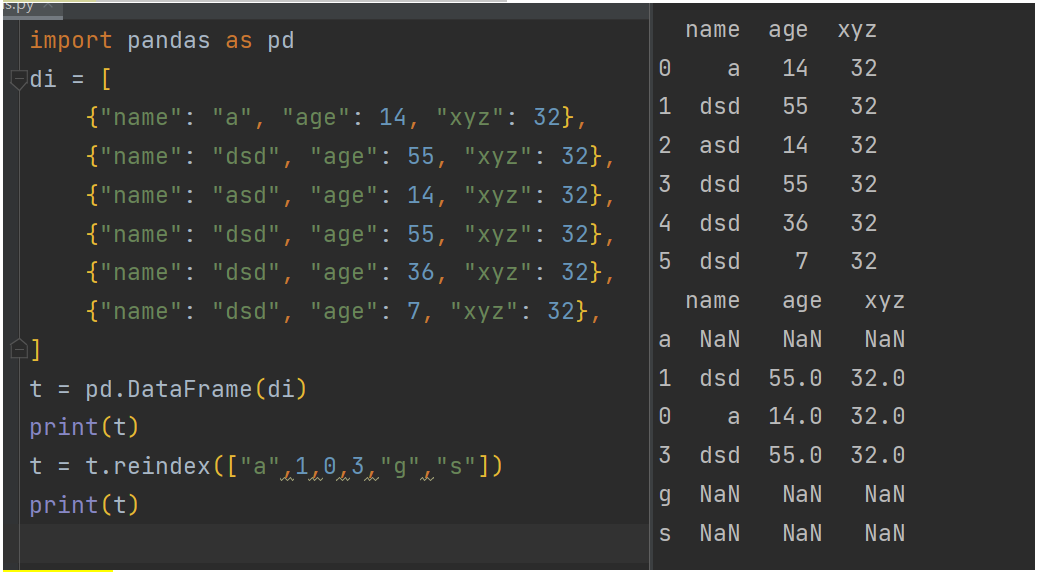 s.py
import pandas as pd
di = [
{"name": "a", "age": 14, "xyz": 32},
{"name": "dsd", "age": 55, "xyz": 32},
{"name": "asd", "age": 14, "xyz": 32},
{"name": "dsd", "age": 55, "xyz": 32},
{"name": "dsd", "age": 36, "xyz": 32},
{"name": "dsd", "age": 7, "xyz": 32},
]
t = pd.DataFrame(di)
print(t)
t = t.reindex(["a",1,0,3,"g","s"])
print(t)
name age xyz
0 a 14 32
1 dsd 55 32
2 asd 14 32
3 dsd 55 32
4 dsd 36 32
5 dsd 7 32
name age xyz
a NaN NaN NaN
1 dsd 55.0 32.0
0 a 14.0 32.0
3 dsd 55.0 32.0
g NaN NaN NaN
s NaN NaN NaN